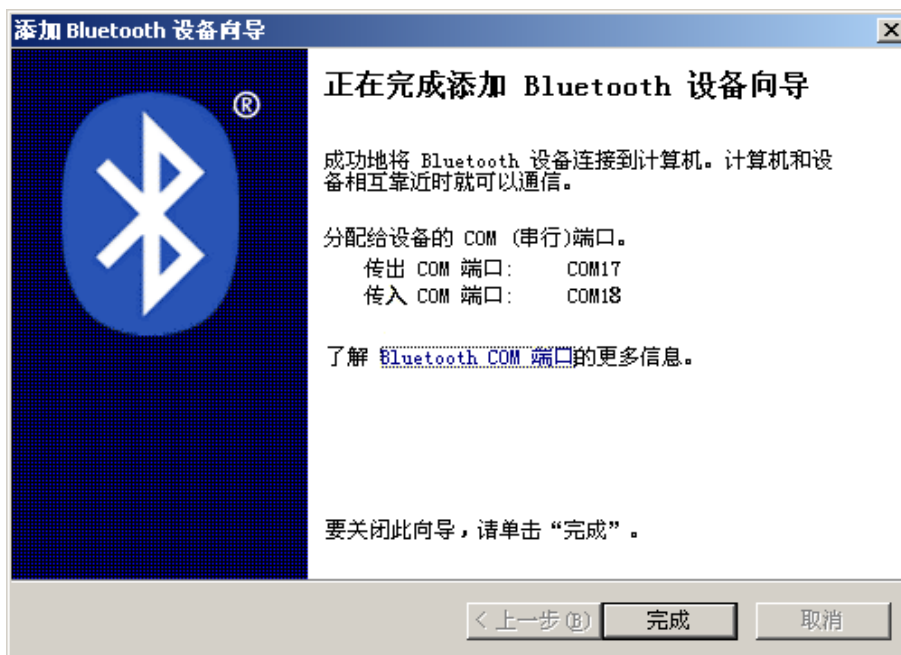 添加 Bluetooth 设备向导
®
正在完成添加 Bluetooth 设备向导
成功地将 Bluetooth 设备连接到计算机。计算机和设
备相互靠近时就可以通信。
分配给设备的 COM (串行)端口。
传出 COM 端口: COM17
传入 COM 端口: COM18
了解 Bluetooth COM 端口的更多信息。
要关闭此向导，请单击“完成”。
< 上一步(B) 完成 取消